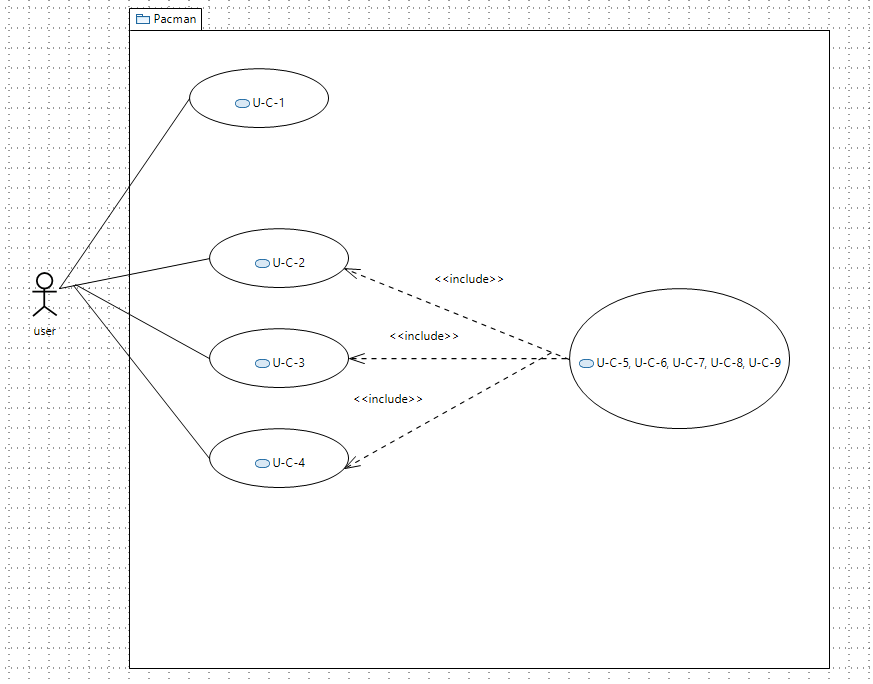 Pacman
U-C-1
U-C-2
<<include>>
<<include>>
user
U-C-3
U-C-5, U-C-6, U-C-7, U-C-8, U-C-9
<<include>>
U-C-4